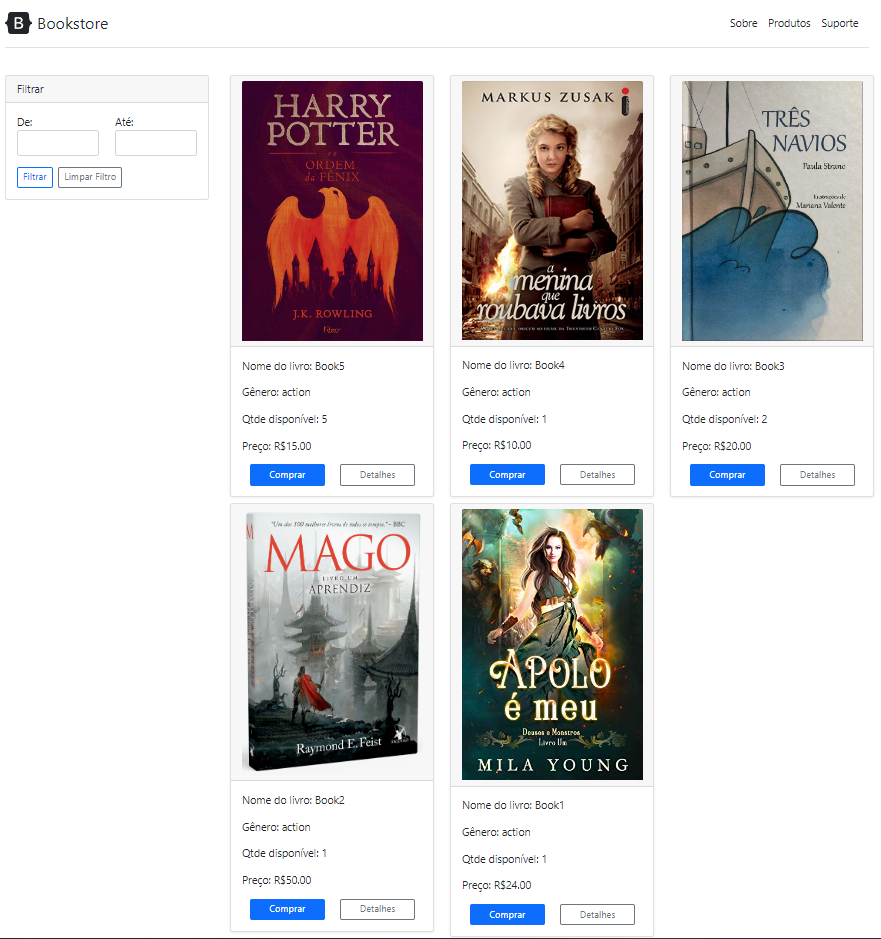 B Bookstore
Sobre Produtos Suporte
Filtrar
De: Até:
Filtrar Limpar Filtro
HARRY
POTTER
e a
ORDEM
da FÊNIX
J.K. ROWLING
Nome do livro: Book5
Gênero: action
Qtde disponível: 5
Preço: R$15.00
Comprar Detalhes
MARKUS ZUSAK
a
menina
que
roubava livros
Nome do livro: Book4
Gênero: action
Qtde disponível: 1
Preço: R$10.00
Comprar Detalhes
TRÊS
NAVIOS
Paula Strano
Ilustrações de
Mariana Valente
Nome do livro: Book3
Gênero: action
Qtde disponível: 2
Preço: R$20.00
Comprar Detalhes
"Um dos 100 melhores livros de todos os tempos." – BBC
M
MAGO
LIVRO UM
APRENDIZ
Raymond E. Feist
Nome do livro: Book2
Gênero: action
Qtde disponível: 1
Preço: R$50.00
Comprar Detalhes
APOLO
é meu
Deuses e Monstros
Livro Um
MILA YOUNG
Nome do livro: Book1
Gênero: action
Qtde disponível: 1
Preço: R$24.00
Comprar Detalhes